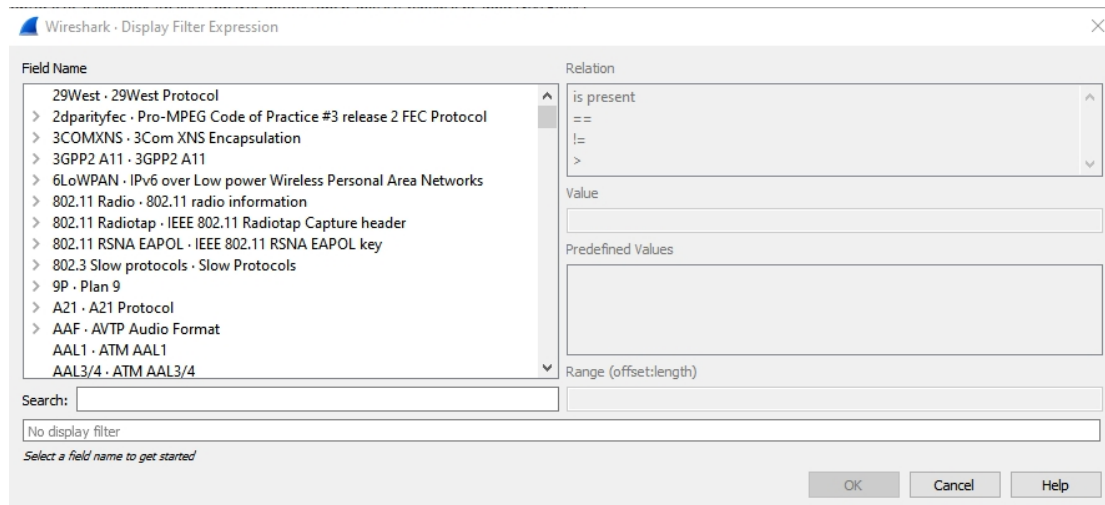 Wireshark · Display Filter Expression
Field Name
29West · 29West Protocol
2dparityfec · Pro-MPEG Code of Practice #3 release 2 FEC Protocol
3COMXNS · 3Com XNS Encapsulation
3GPP2 A11 · 3GPP2 A11
6LoWPAN · IPv6 over Low power Wireless Personal Area Networks
802.11 Radio · 802.11 radio information
802.11 Radiotap · IEEE 802.11 Radiotap Capture header
802.11 RSNA EAPOL · IEEE 802.11 RSNA EAPOL key
802.3 Slow protocols · Slow Protocols
9P · Plan 9
A21 · A21 Protocol
AAF · AVTP Audio Format
AAL1 · ATM AAL1
AAL3/4 · ATM AAL3/4
Search:
Relation
is present
==
!=
>
Value
Predefined Values
Range (offset:length)
No display filter
Select a field name to get started
OK
Cancel
Help